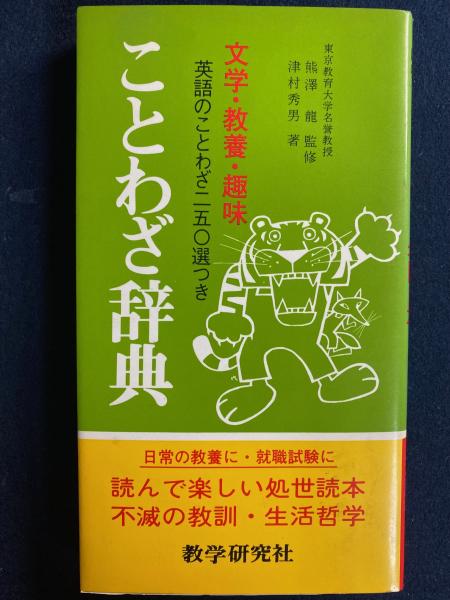 東京教育大学名誉教授
熊澤 龍 監修
津村秀男 著
文学・教養・趣味
英語のことわざ二五〇選つき
ことわざ辞典
日常の教養に・就職試験に
読んで楽しい処世読本
不滅の教訓・生活哲学
教学研究社